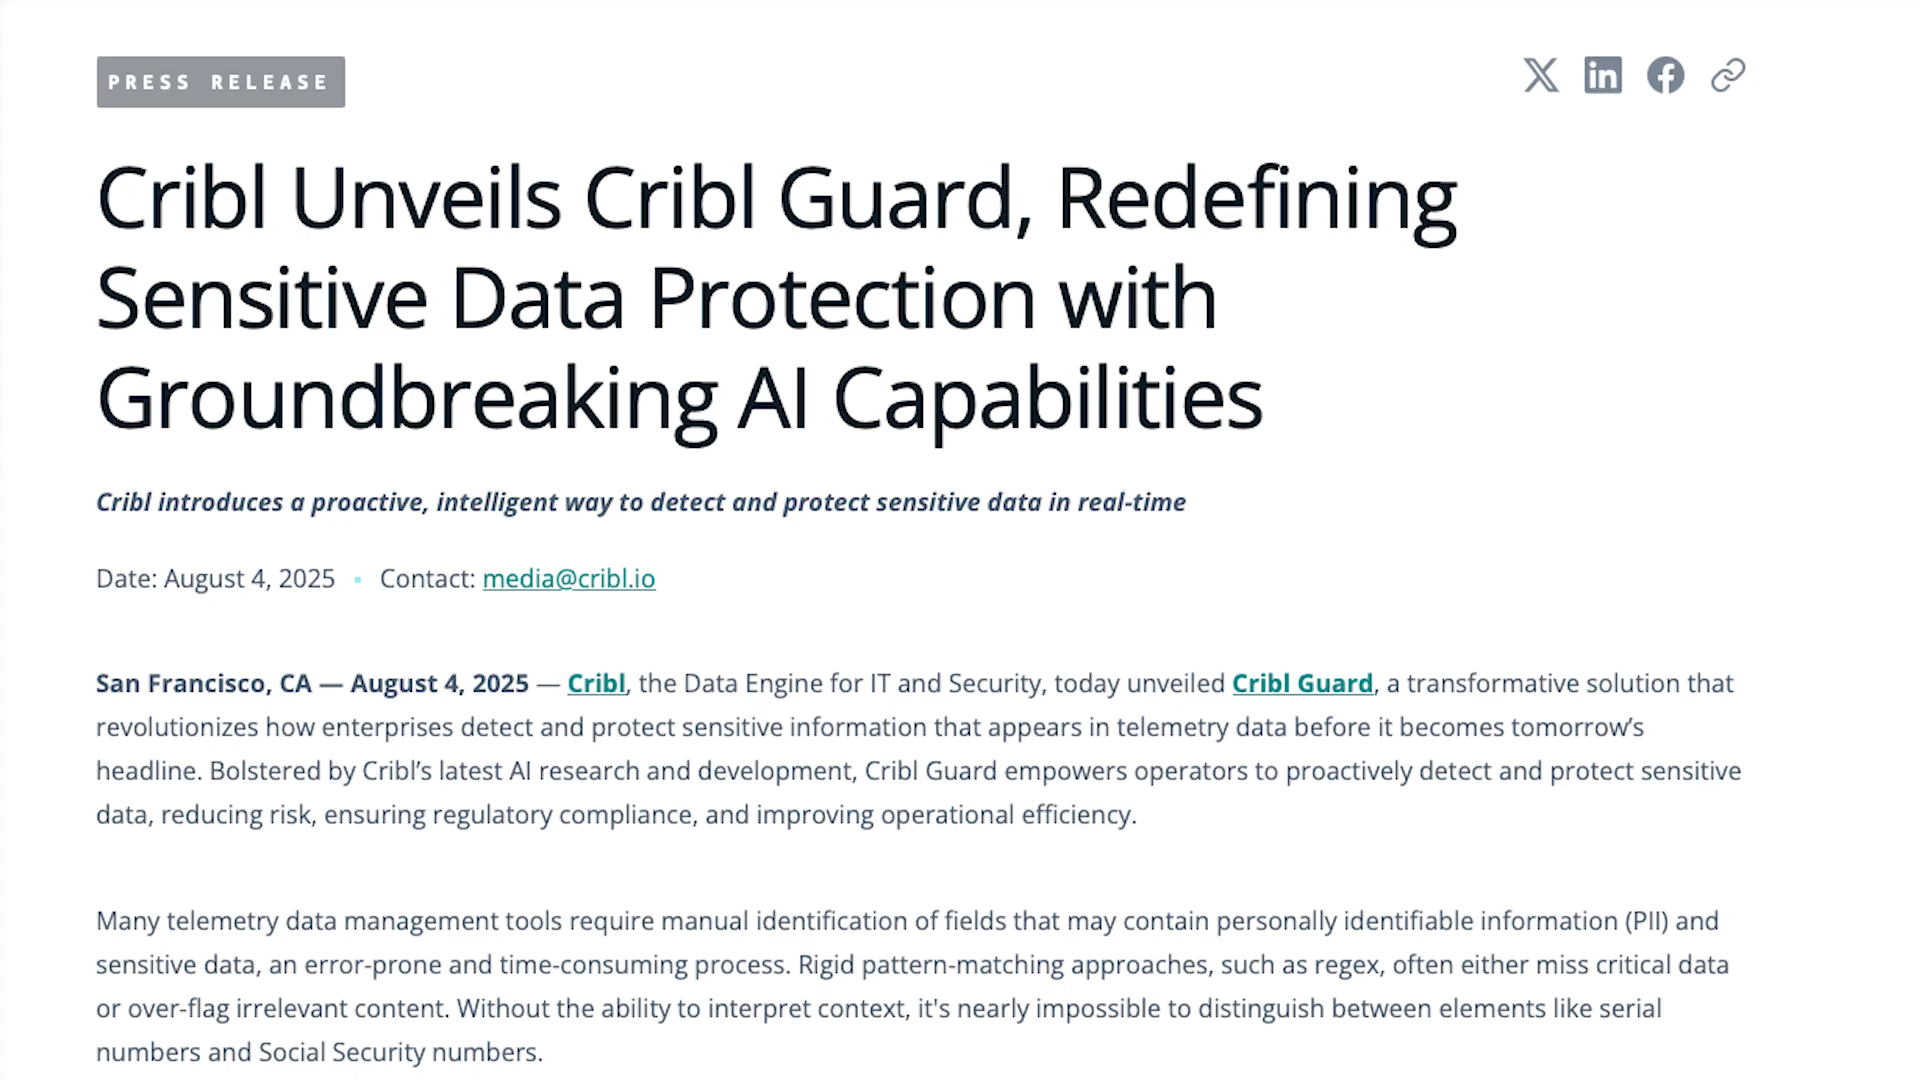 PRESS RELEASE
Cribl Unveils Cribl Guard, Redefining
Sensitive Data Protection with
Groundbreaking AI Capabilities
Cribl introduces a proactive, intelligent way to detect and protect sensitive data in real-time
Date: August 4, 2025 ▪ Contact: media@cribl.io
San Francisco, CA — August 4, 2025 — Cribl, the Data Engine for IT and Security, today unveiled Cribl Guard, a transformative solution that
revolutionizes how enterprises detect and protect sensitive information that appears in telemetry data before it becomes tomorrow’s
headline. Bolstered by Cribl’s latest AI research and development, Cribl Guard empowers operators to proactively detect and protect sensitive
data, reducing risk, ensuring regulatory compliance, and improving operational efficiency.
Many telemetry data management tools require manual identification of fields that may contain personally identifiable information (PII) and
sensitive data, an error-prone and time-consuming process. Rigid pattern-matching approaches, such as regex, often either miss critical data
or over-flag irrelevant content. Without the ability to interpret context, it's nearly impossible to distinguish between elements like serial
numbers and Social Security numbers.